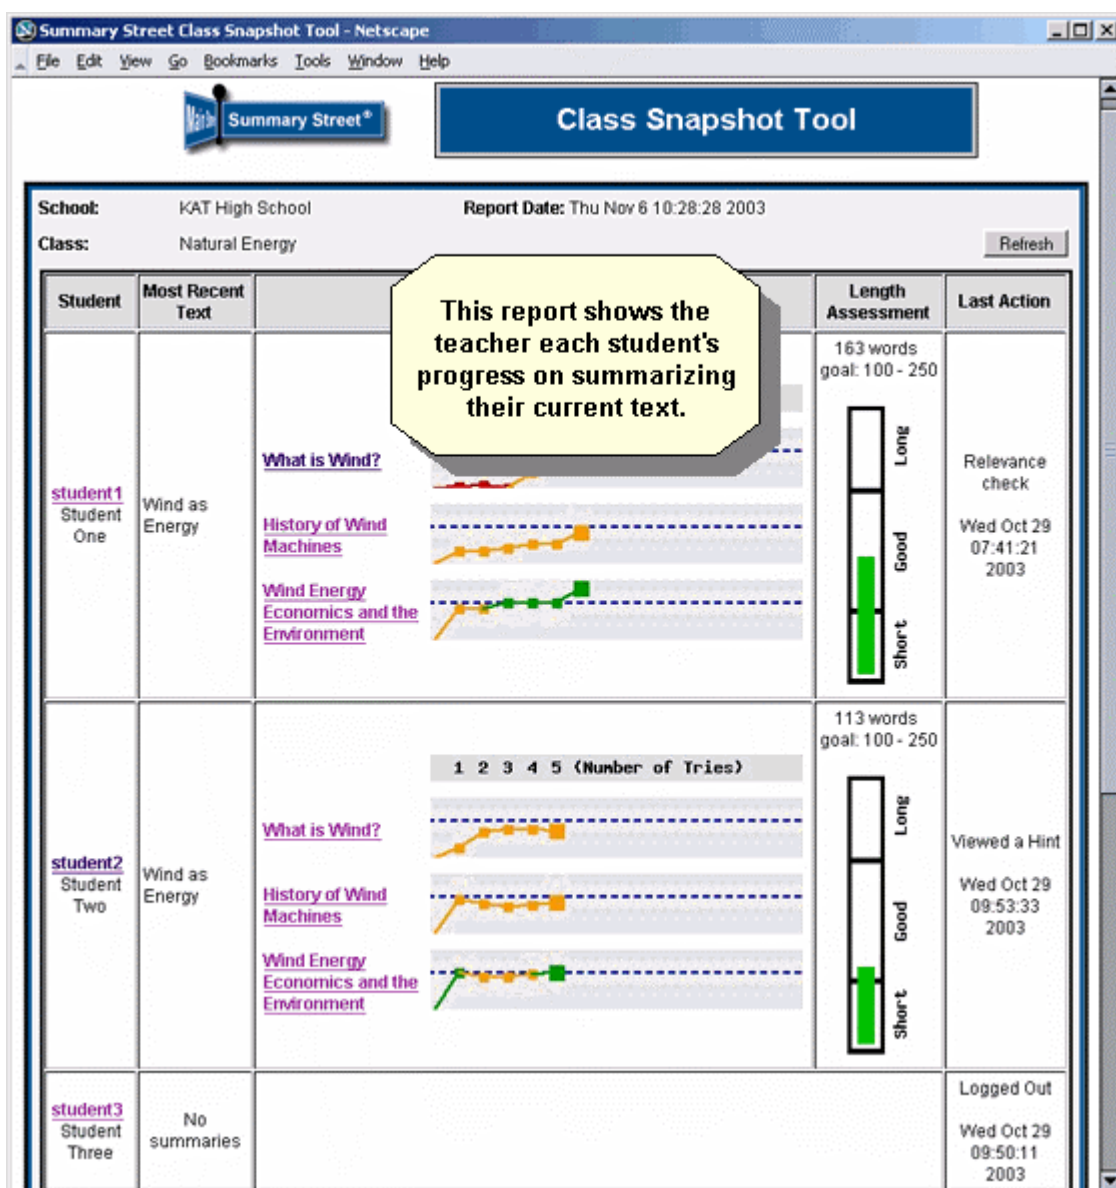 Summary Street Class Snapshot Tool - Netscape
File Edit View Go Bookmarks Tools Window Help
Summary Street®
Class Snapshot Tool
School: KAT High School Report Date: Thu Nov 6 10:28:28 2003
Class: Natural Energy Refresh
Student
Most Recent
Text
Length
Assessment
Last Action
This report shows the
teacher each student's
progress on summarizing
their current text.
student1
Student
One
Wind as
Energy
What is Wind?
History of Wind
Machines
Wind Energy
Economics and the
Environment
163 words
goal: 100 - 250
Long
Good
Short
Relevance
check
Wed Oct 29
07:41:21
2003
student2
Student
Two
Wind as
Energy
1 2 3 4 5 (Number of Tries)
What is Wind?
History of Wind
Machines
Wind Energy
Economics and the
Environment
113 words
goal: 100 - 250
Long
Good
Short
Viewed a Hint
Wed Oct 29
09:53:33
2003
student3
Student
Three
No
summaries
Logged Out
Wed Oct 29
09:50:11
2003